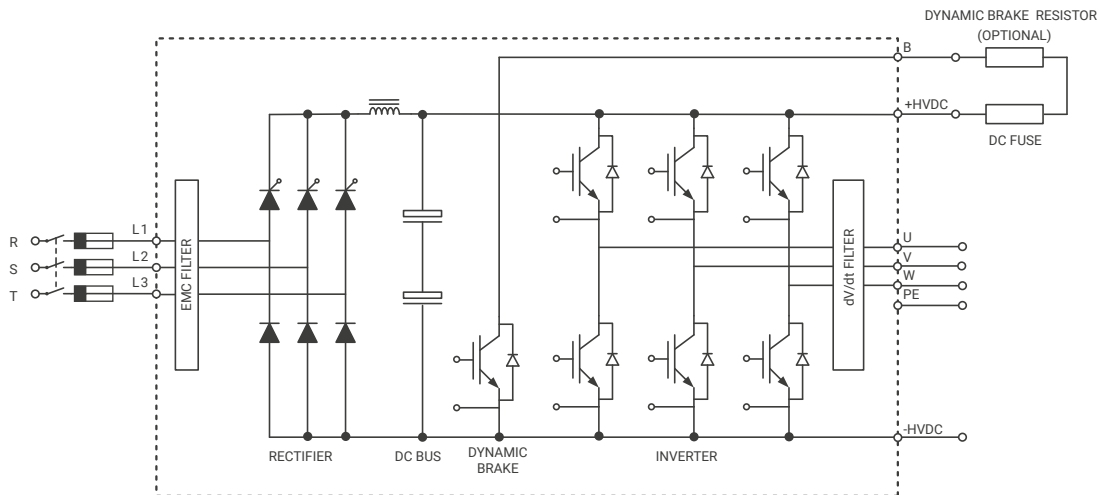 DYNAMIC BRAKE RESISTOR
(OPTIONAL)
B
+HVDC
DC FUSE
R
L1
S
L2
T
L3
EMC FILTER
dV/dt FILTER
U
V
W
PE
-HVDC
RECTIFIER
DC BUS
DYNAMIC
BRAKE
INVERTER